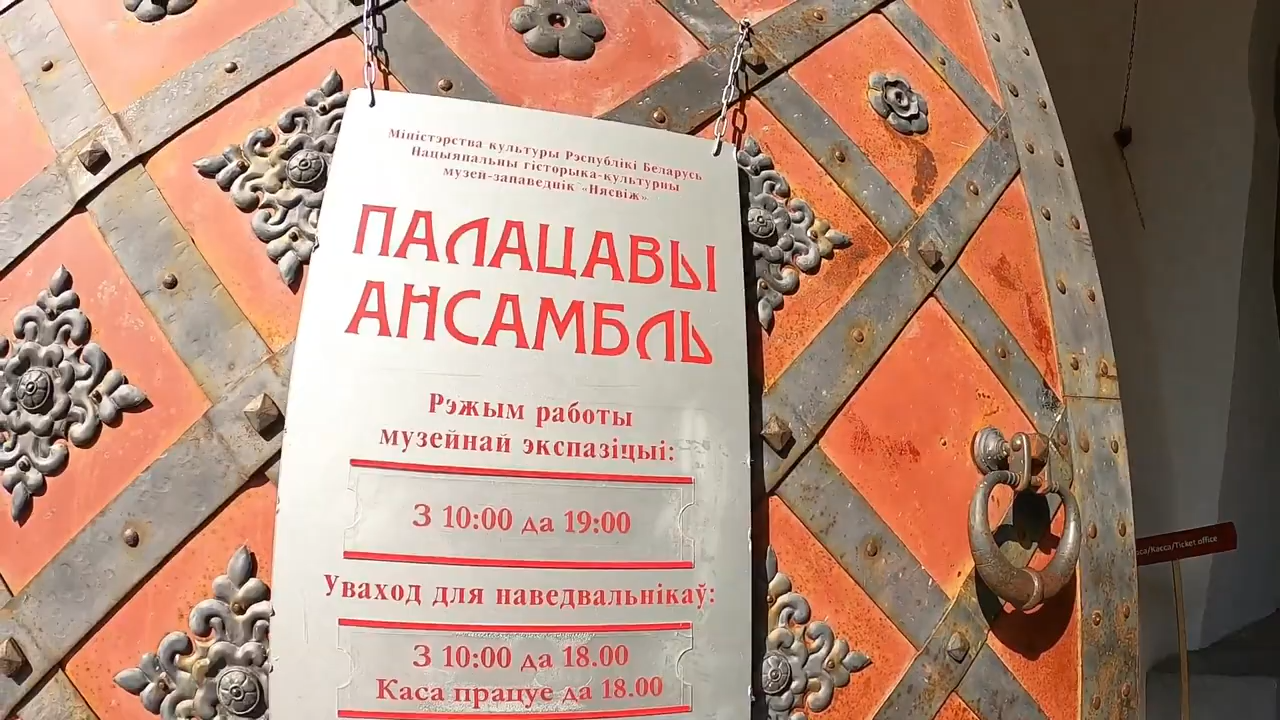 Міністэрства культуры Рэспублікі Беларусь
Нацыянальны гісторыка-культурны
музей-запаведнік «Нясвіж»
ПАЛАЦАВЫ
АНСАМБЛЬ
Рэжым работы
музейнай экспазіцыі:
З 10:00 да 19:00
Уваход для наведвальнікаў:
З 10:00 да 18.00
Каса працуе да 18.00
/Касса/Ticket office